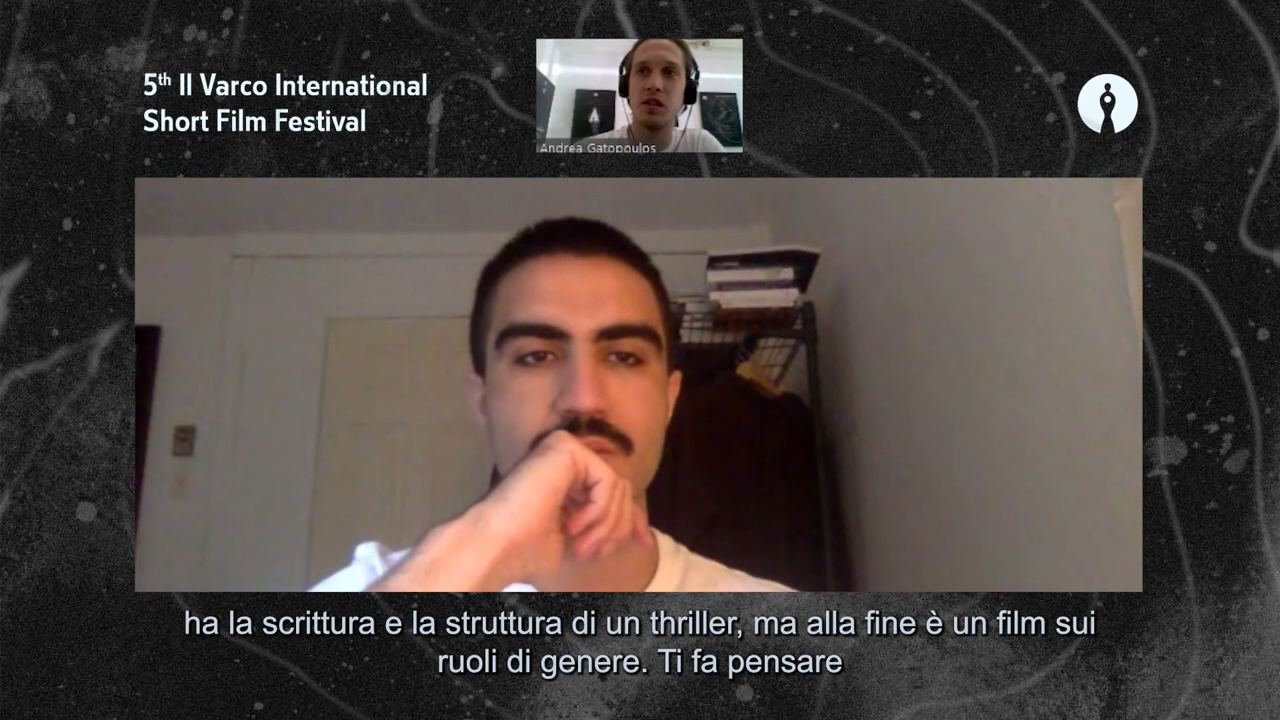 5th Il Varco International
Short Film Festival
Andrea Gatopoulos
ha la scrittura e la struttura di un thriller, ma alla fine è un film sui
ruoli di genere. Ti fa pensare